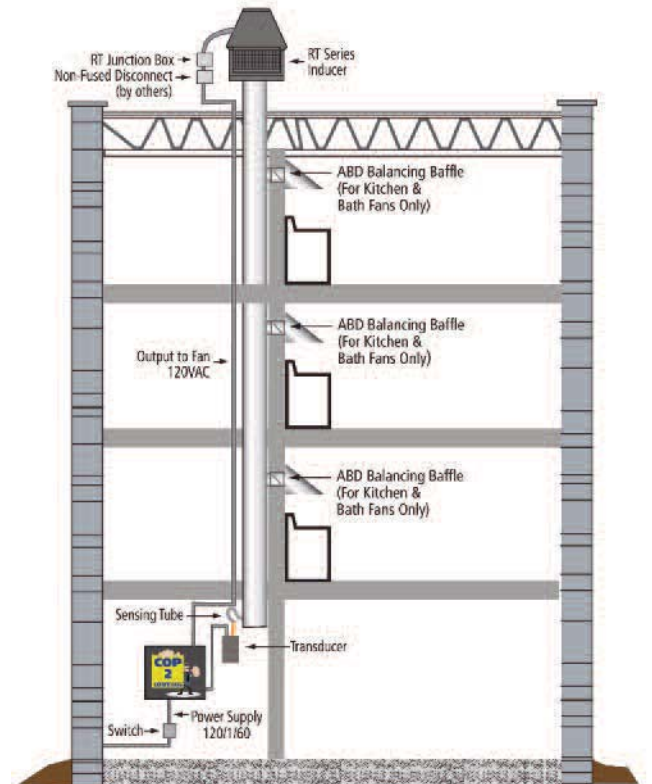 RT Junction Box
Non-Fused Disconnect
(by others)
RT Series
Inducer
ABD Balancing Baffle
(For Kitchen &
Bath Fans Only)
ABD Balancing Baffle
(For Kitchen &
Bath Fans Only)
Output to Fan
120VAC
ABD Balancing Baffle
(For Kitchen &
Bath Fans Only)
Sensing Tube
Transducer
COP
2
Power Supply
120/1/60
Switch